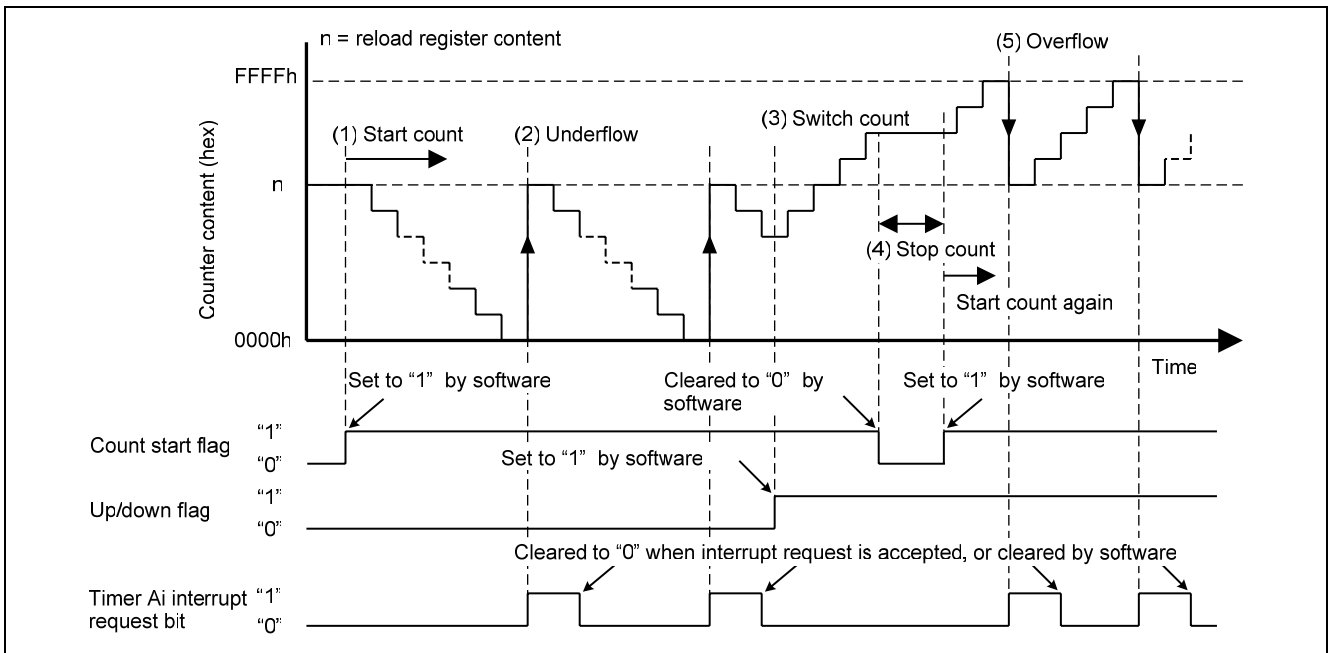 n = reload register content
(5) Overflow
FFFFh
(3) Switch count
(1) Start count
(2) Underflow
n
Counter content (hex)
(4) Stop count
Start count again
0000h
Time
Set to “1” by software
Cleared to “0” by
software
Set to “1” by software
Count start flag
“1”
“0”
Set to “1” by software
Up/down flag
“1”
“0”
Cleared to “0” when interrupt request is accepted, or cleared by software
Timer Ai interrupt
request bit
“1”
“0”